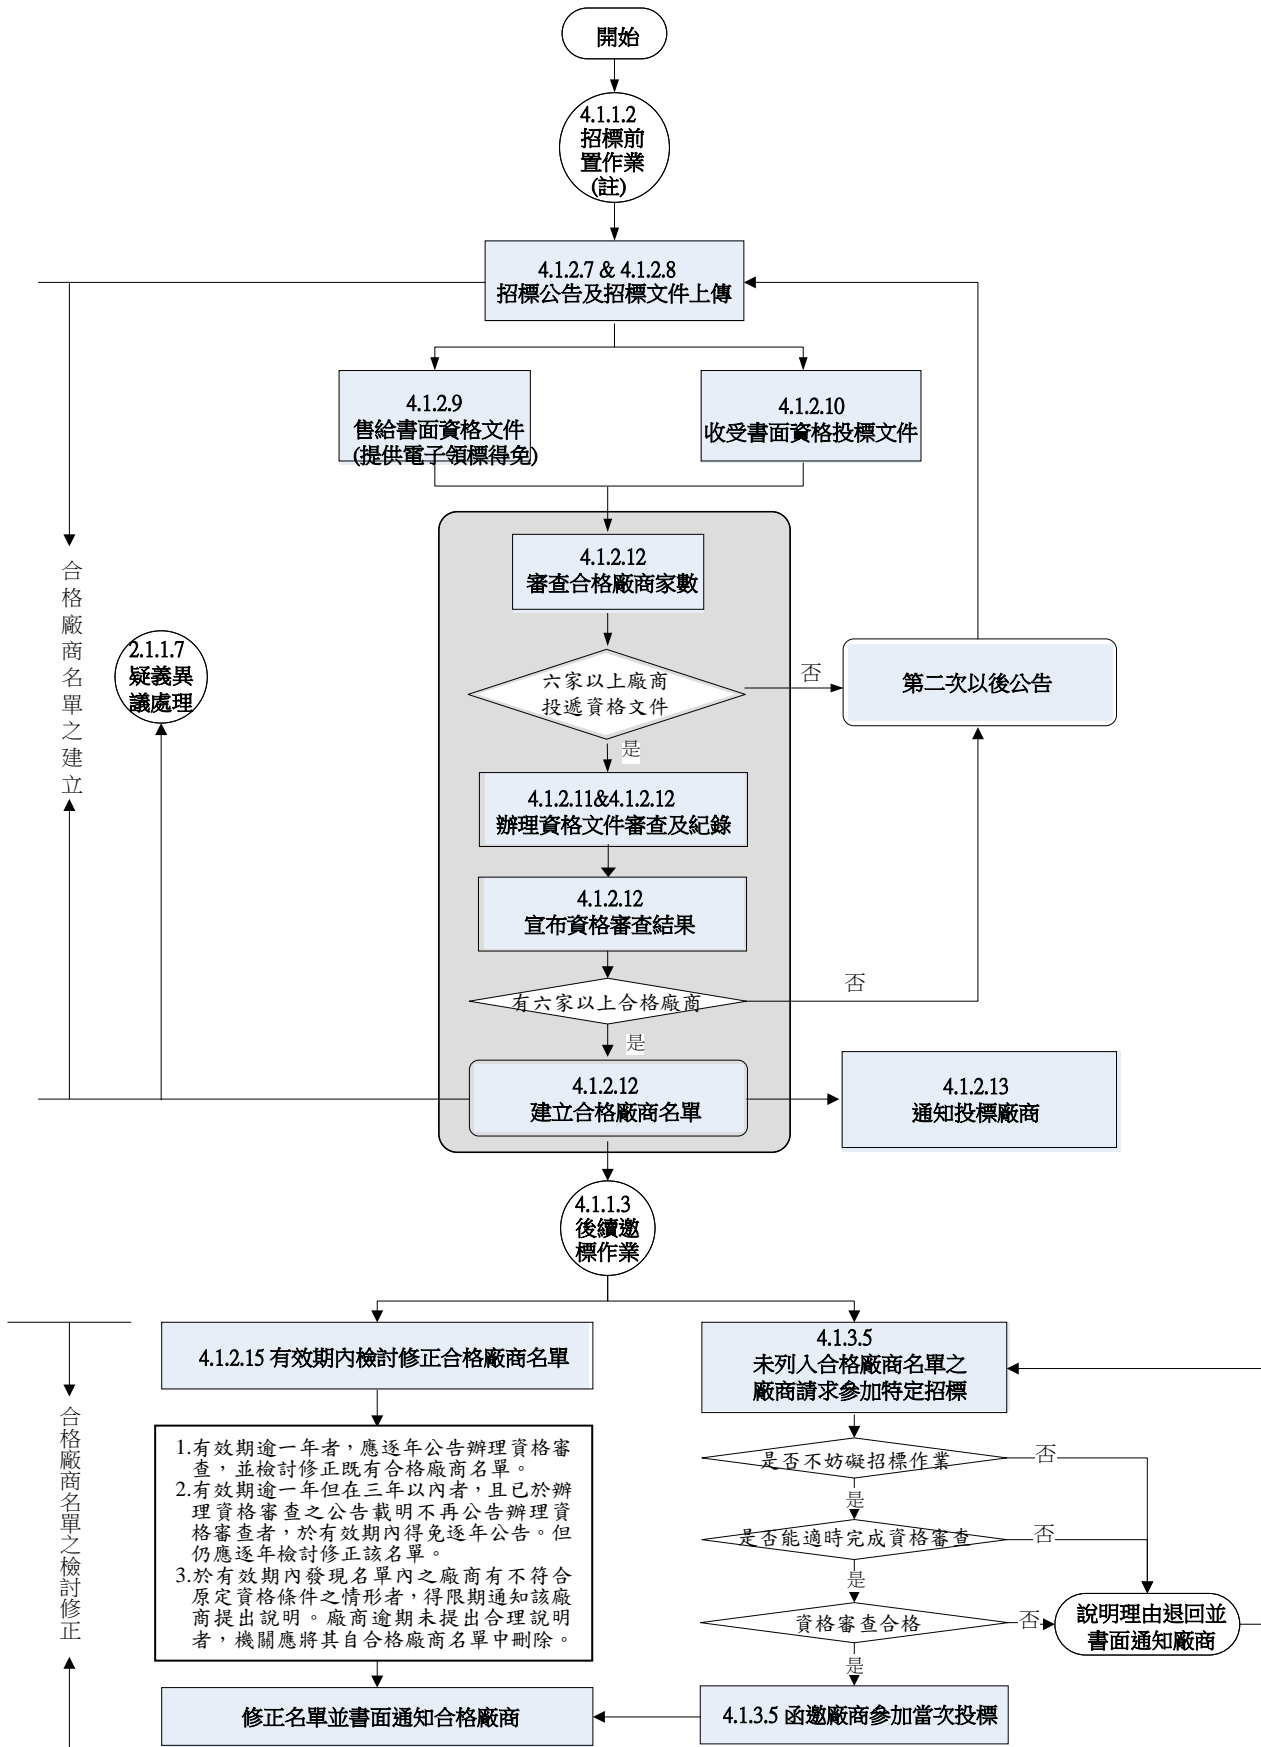 開始
4.1.1.2
招標前
置作業
(註)
4.1.2.7 & 4.1.2.8
招標公告及招標文件上傳
4.1.2.9
售給書面資格文件
(提供電子領標得免)
4.1.2.10
收受書面資格投標文件
4.1.2.12
審查合格廠商家數
合格廠商名單之建立
2.1.1.7
疑義異
議處理
六家以上廠商
投遞資格文件
否
第二次以後公告
是
4.1.2.11&4.1.2.12
辦理資格文件審查及紀錄
4.1.2.12
宣布資格審查結果
有六家以上合格廠商
否
是
4.1.2.12
建立合格廠商名單
4.1.2.13
通知投標廠商
4.1.1.3
後續邀
標作業
4.1.2.15 有效期內檢討修正合格廠商名單
4.1.3.5
未列入合格廠商名單之
廠商請求參加特定招標
合格廠商名單之檢討修正
1.有效期逾一年者，應逐年公告辦理資格審
查，並檢討修正既有合格廠商名單。
2.有效期逾一年但在三年以內者，且已於辦
理資格審查之公告載明不再公告辦理資
格審查者，於有效期內得免逐年公告。但
仍應逐年檢討修正該名單。
3.於有效期內發現名單內之廠商有不符合
原定資格條件之情形者，得限期通知該廠
商提出說明。廠商逾期未提出合理說明
者，機關應將其自合格廠商名單中刪除。
是否不妨礙招標作業
否
是
是否能適時完成資格審查
否
是
資格審查合格
否
說明理由退回並
書面通知廠商
是
修正名單並書面通知合格廠商
4.1.3.5 函邀廠商參加當次投標